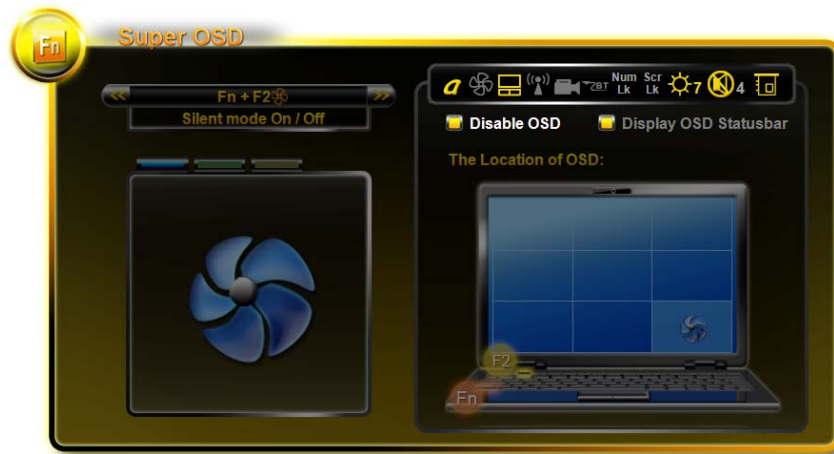 Fn
Super OSD
<< Fn + F2 >>
Silent mode On / Off
a ZBT Num Lk Scr Lk 7 4
Disable OSD Display OSD Statusbar
The Location of OSD:
F2
Fn